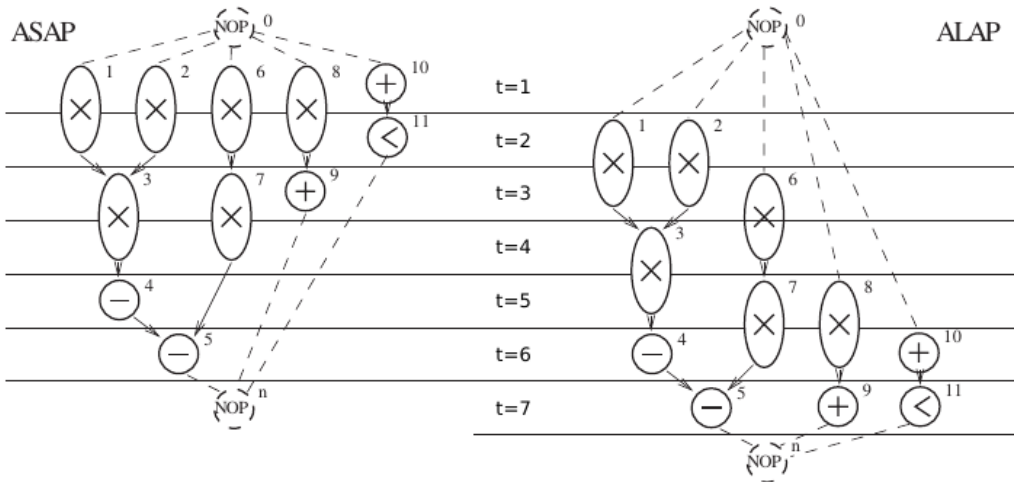 ASAP
NOP 0
1
2
6
8
10
× × × × +
11
<
3
7
9
× × +
4
−
5
−
n
NOP
t=1
t=2
t=3
t=4
t=5
t=6
t=7
ALAP
NOP 0
1
2
× ×
6
×
3
×
7
8
× ×
4
−
10
+
5
−
9
+
11
<
n
NOP